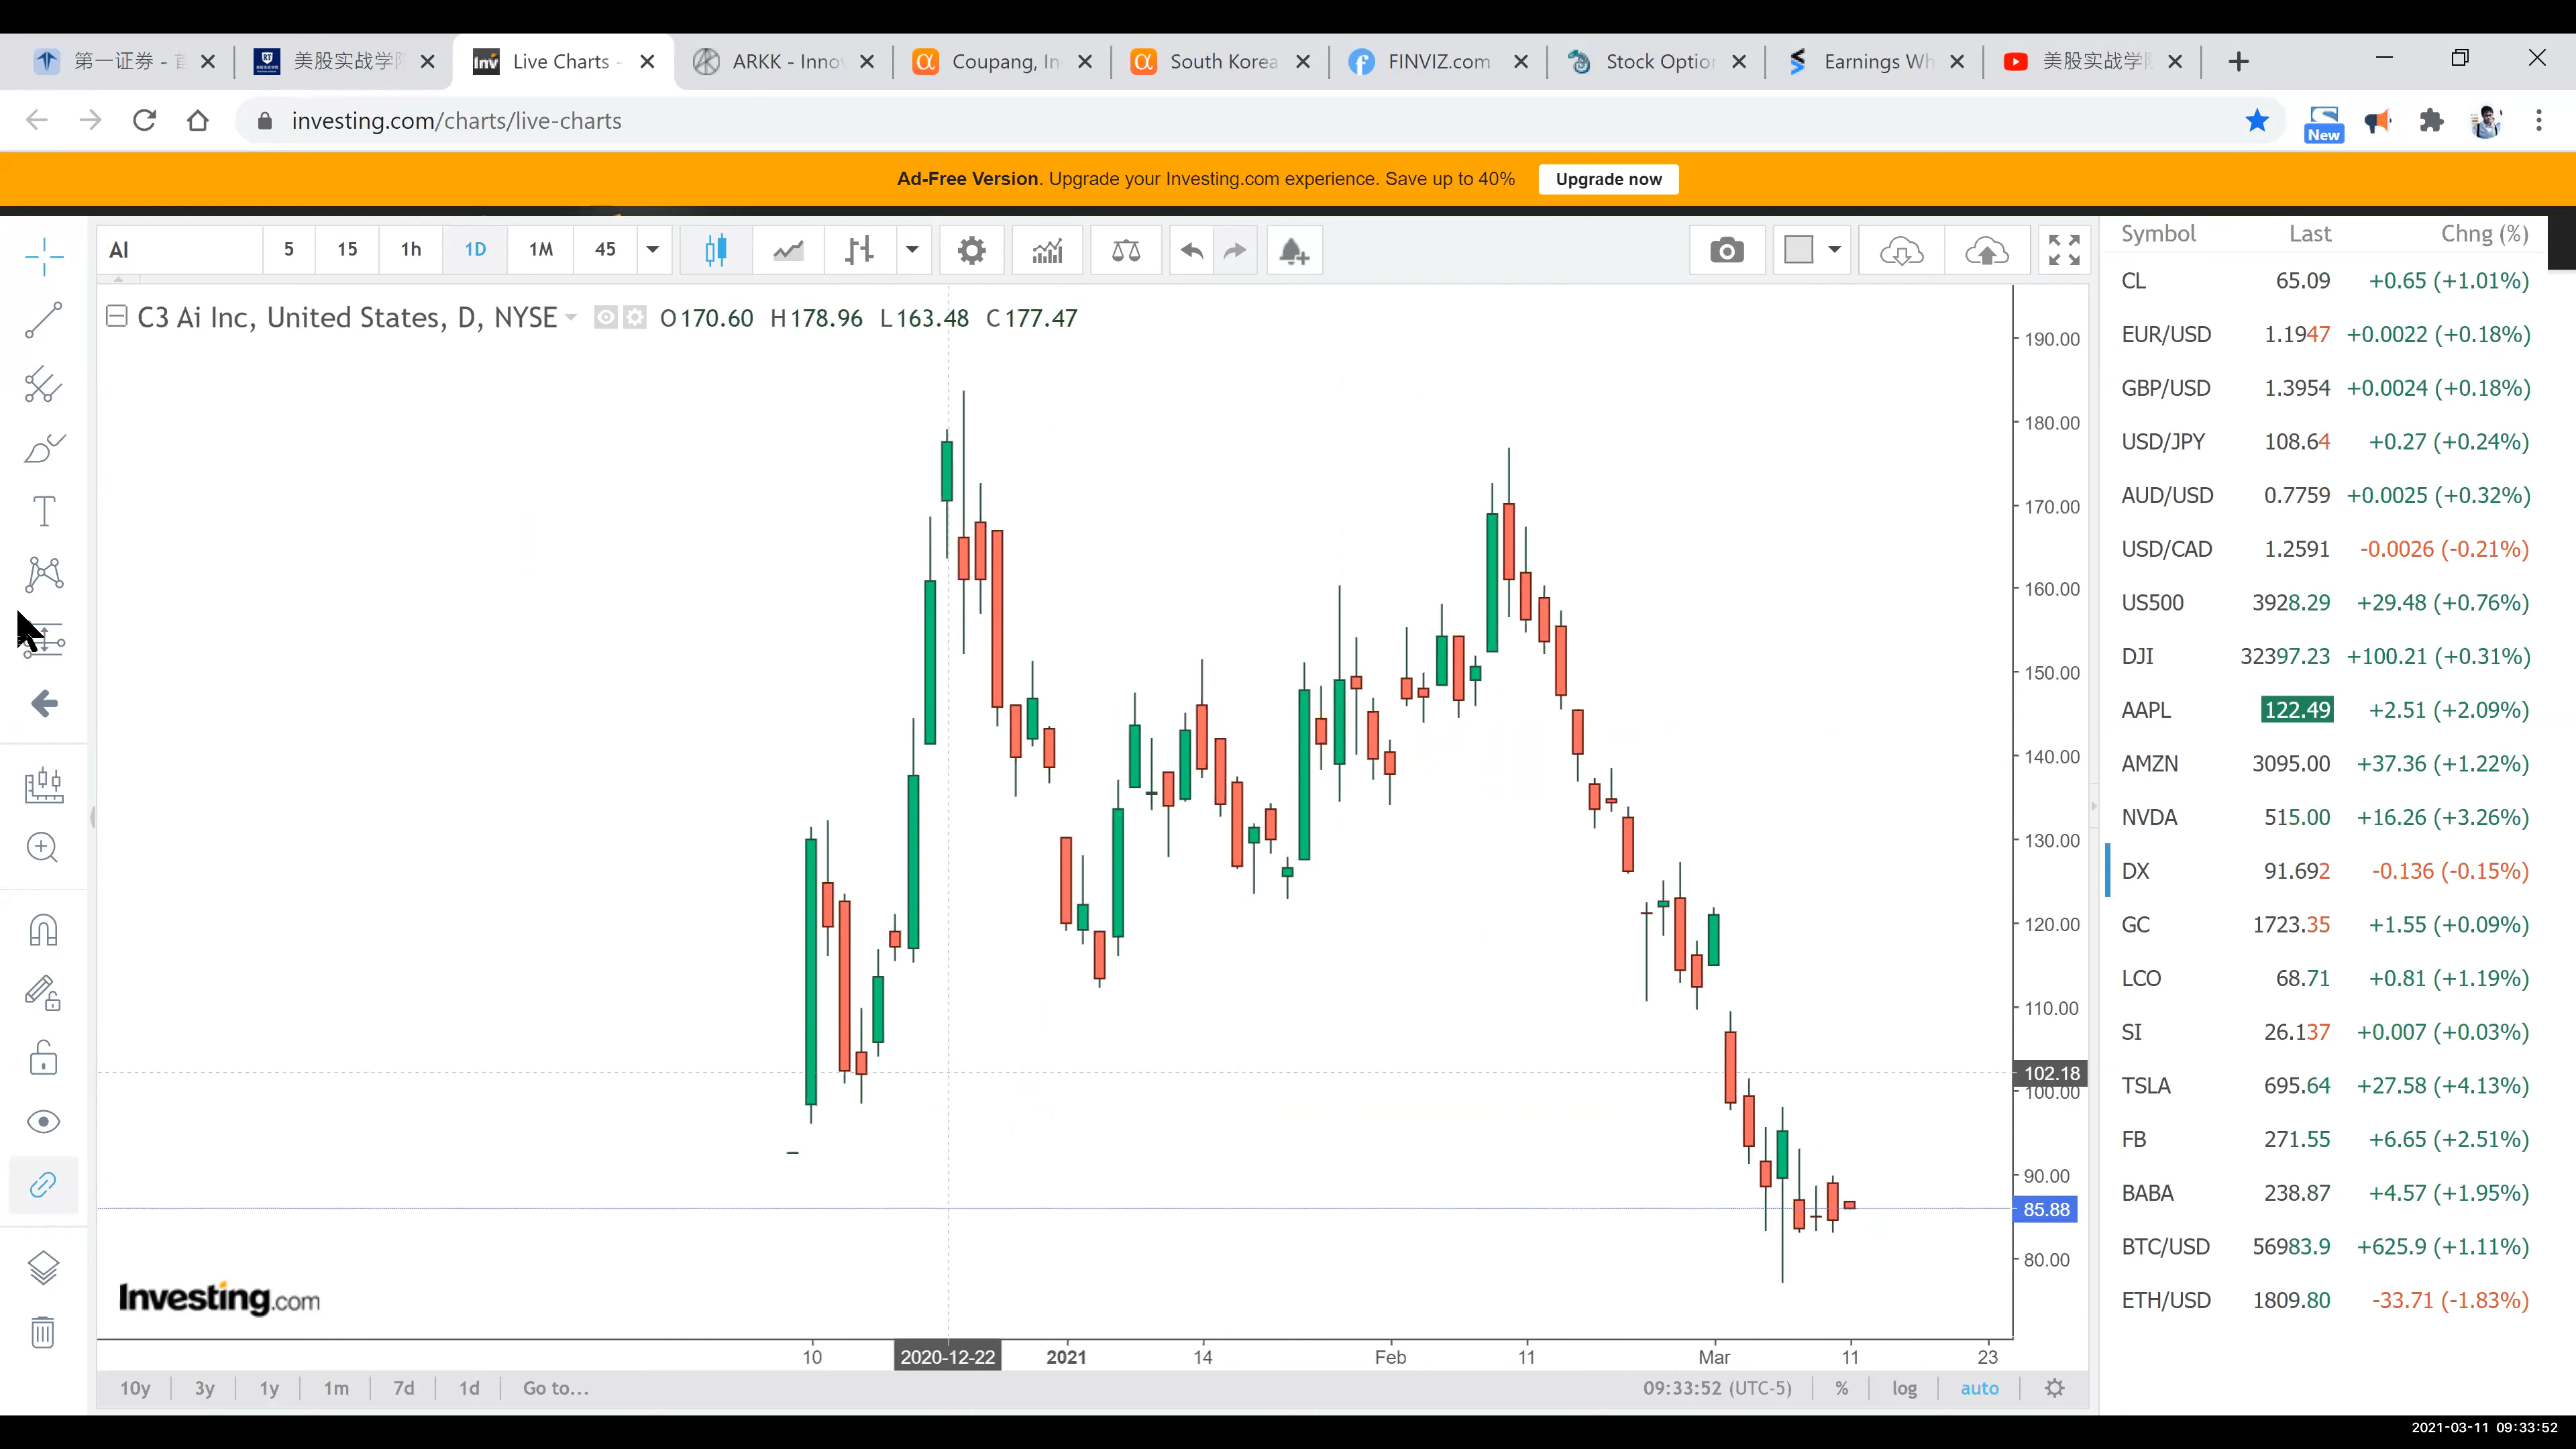 第一证券 -
美股实战学院
Live Charts -
ARKK - Innov
Coupang, In
South Korea
FINVIZ.com
Stock Option
Earnings Wh
美股实战学院
investing.com/charts/live-charts
New
Ad-Free Version. Upgrade your Investing.com experience. Save up to 40%
Upgrade now
AI 5 15 1h 1D 1M 45
C3 Ai Inc, United States, D, NYSE O170.60 H178.96 L163.48 C177.47
190.00
180.00
170.00
160.00
150.00
140.00
130.00
120.00
110.00
102.18
100.00
90.00
85.88
80.00
Investing.com
10 2020-12-22 2021 14 Feb 11 Mar 11 23
10y 3y 1y 1m 7d 1d Go to... 09:33:52 (UTC-5) % log auto
Symbol Last Chng (%)
CL 65.09 +0.65 (+1.01%)
EUR/USD 1.1947 +0.0022 (+0.18%)
GBP/USD 1.3954 +0.0024 (+0.18%)
USD/JPY 108.64 +0.27 (+0.24%)
AUD/USD 0.7759 +0.0025 (+0.32%)
USD/CAD 1.2591 -0.0026 (-0.21%)
US500 3928.29 +29.48 (+0.76%)
DJI 32397.23 +100.21 (+0.31%)
AAPL 122.49 +2.51 (+2.09%)
AMZN 3095.00 +37.36 (+1.22%)
NVDA 515.00 +16.26 (+3.26%)
DX 91.692 -0.136 (-0.15%)
GC 1723.35 +1.55 (+0.09%)
LCO 68.71 +0.81 (+1.19%)
SI 26.137 +0.007 (+0.03%)
TSLA 695.64 +27.58 (+4.13%)
FB 271.55 +6.65 (+2.51%)
BABA 238.87 +4.57 (+1.95%)
BTC/USD 56983.9 +625.9 (+1.11%)
ETH/USD 1809.80 -33.71 (-1.83%)
2021-03-11 09:33:52